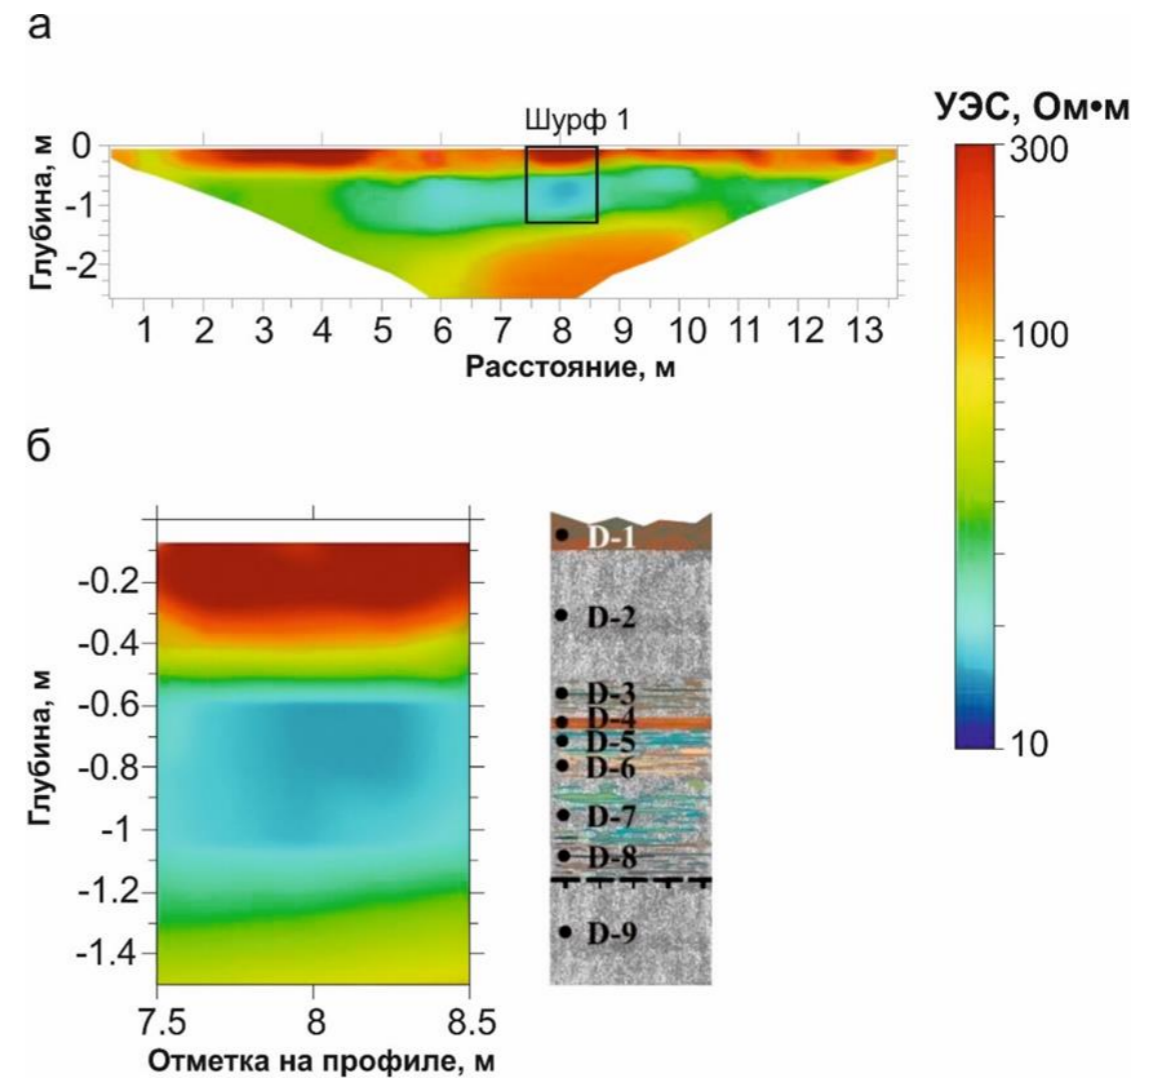 а
УЭС, Ом•м
Шурф 1
300
100
10
Глубина, м
0
-1
-2
1 2 3 4 5 6 7 8 9 10 11 12 13
Расстояние, м
б
Глубина, м
-0.2
-0.4
-0.6
-0.8
-1
-1.2
-1.4
7.5 8 8.5
Отметка на профиле, м
D-1
D-2
D-3
D-4
D-5
D-6
D-7
D-8
D-9